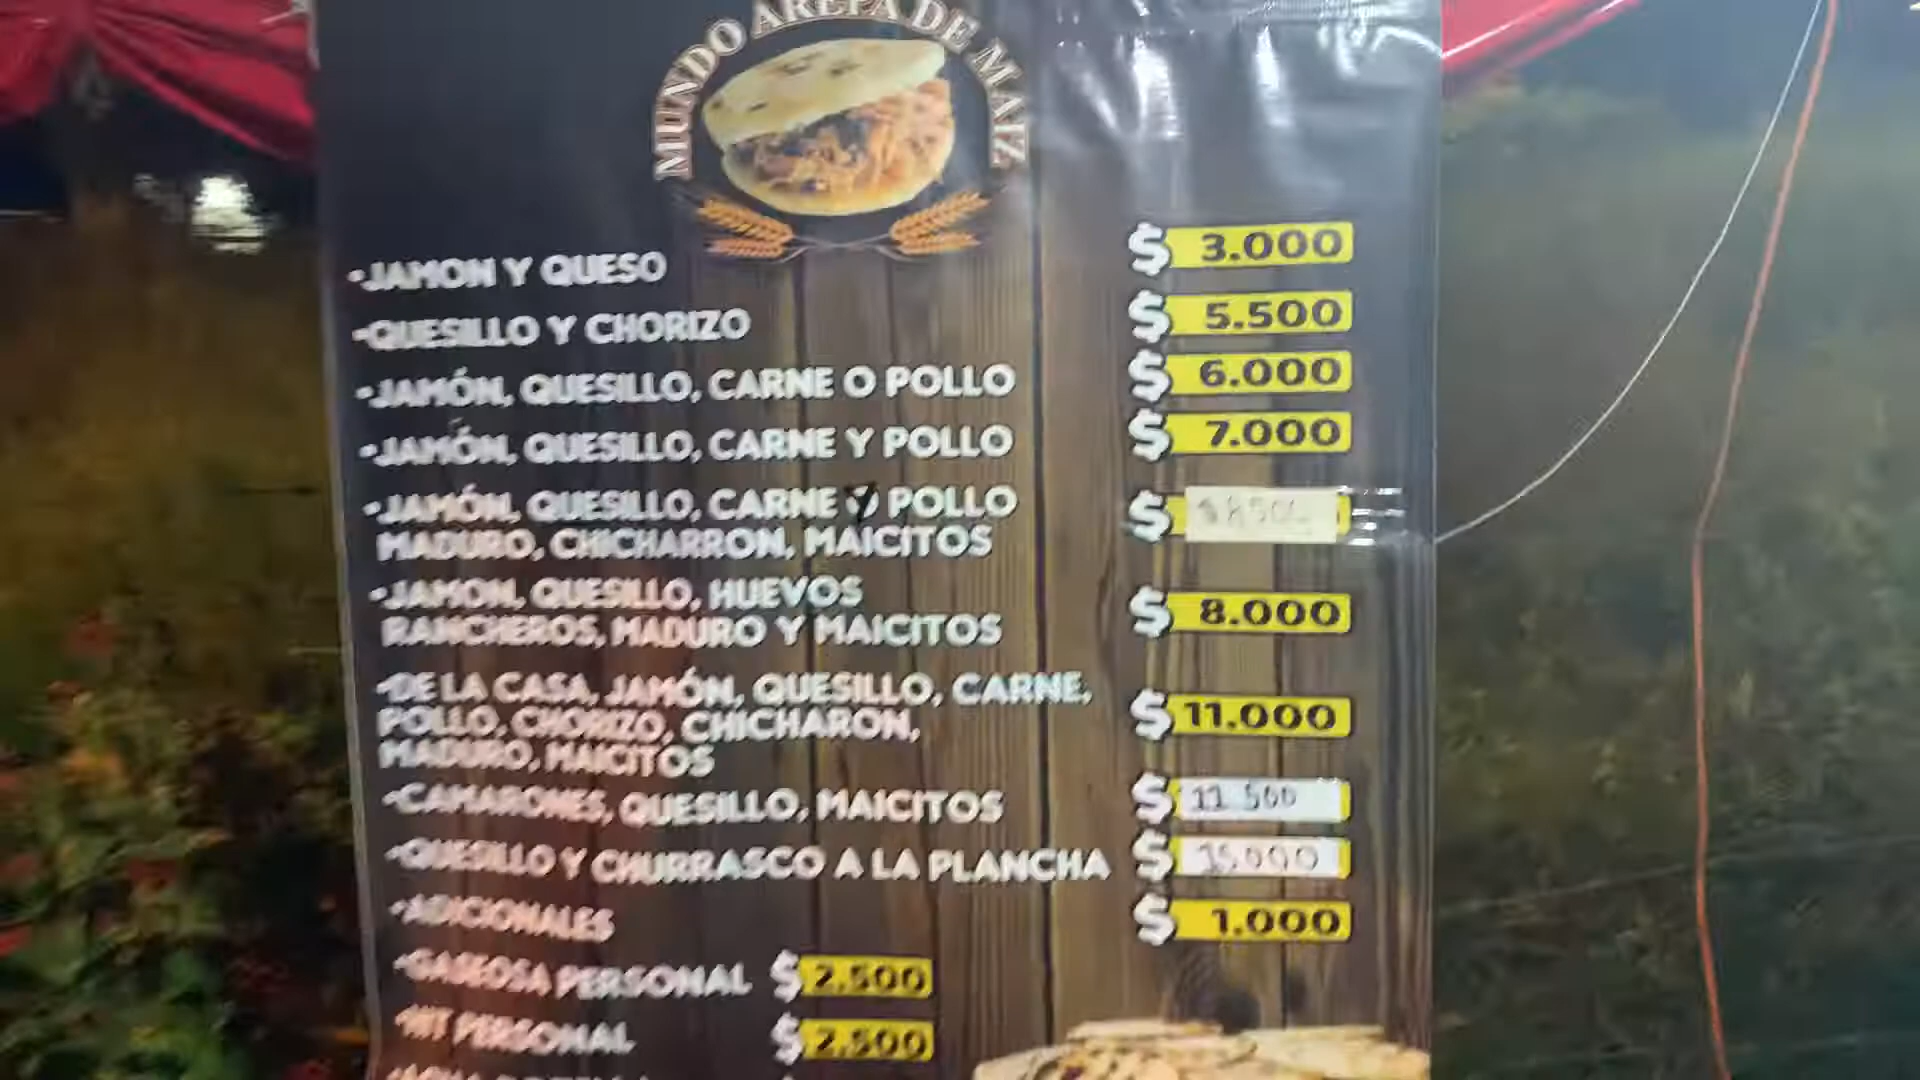 MUNDO AREPA DE MAIZ
•JAMON Y QUESO $ 3.000
•QUESILLO Y CHORIZO $ 5.500
•JAMÓN, QUESILLO, CARNE O POLLO $ 6.000
•JAMÓN, QUESILLO, CARNE Y POLLO $ 7.000
•JAMÓN, QUESILLO, CARNE Y POLLO $
MADURO, CHICHARRON, MAICITOS
•JAMON, QUESILLO, HUEVOS
RANCHEROS, MADURO Y MAICITOS $ 8.000
•DE LA CASA, JAMÓN, QUESILLO, CARNE,
POLLO, CHORIZO, CHICHARON, $ 11.000
MADURO, MAICITOS
•CAMARONES, QUESILLO, MAICITOS $ 11 500
•QUESILLO Y CHURRASCO A LA PLANCHA $ 15.000
•ADICIONALES $ 1.000
•GASEOSA PERSONAL $ 2.500
•HIT PERSONAL $ 2.500